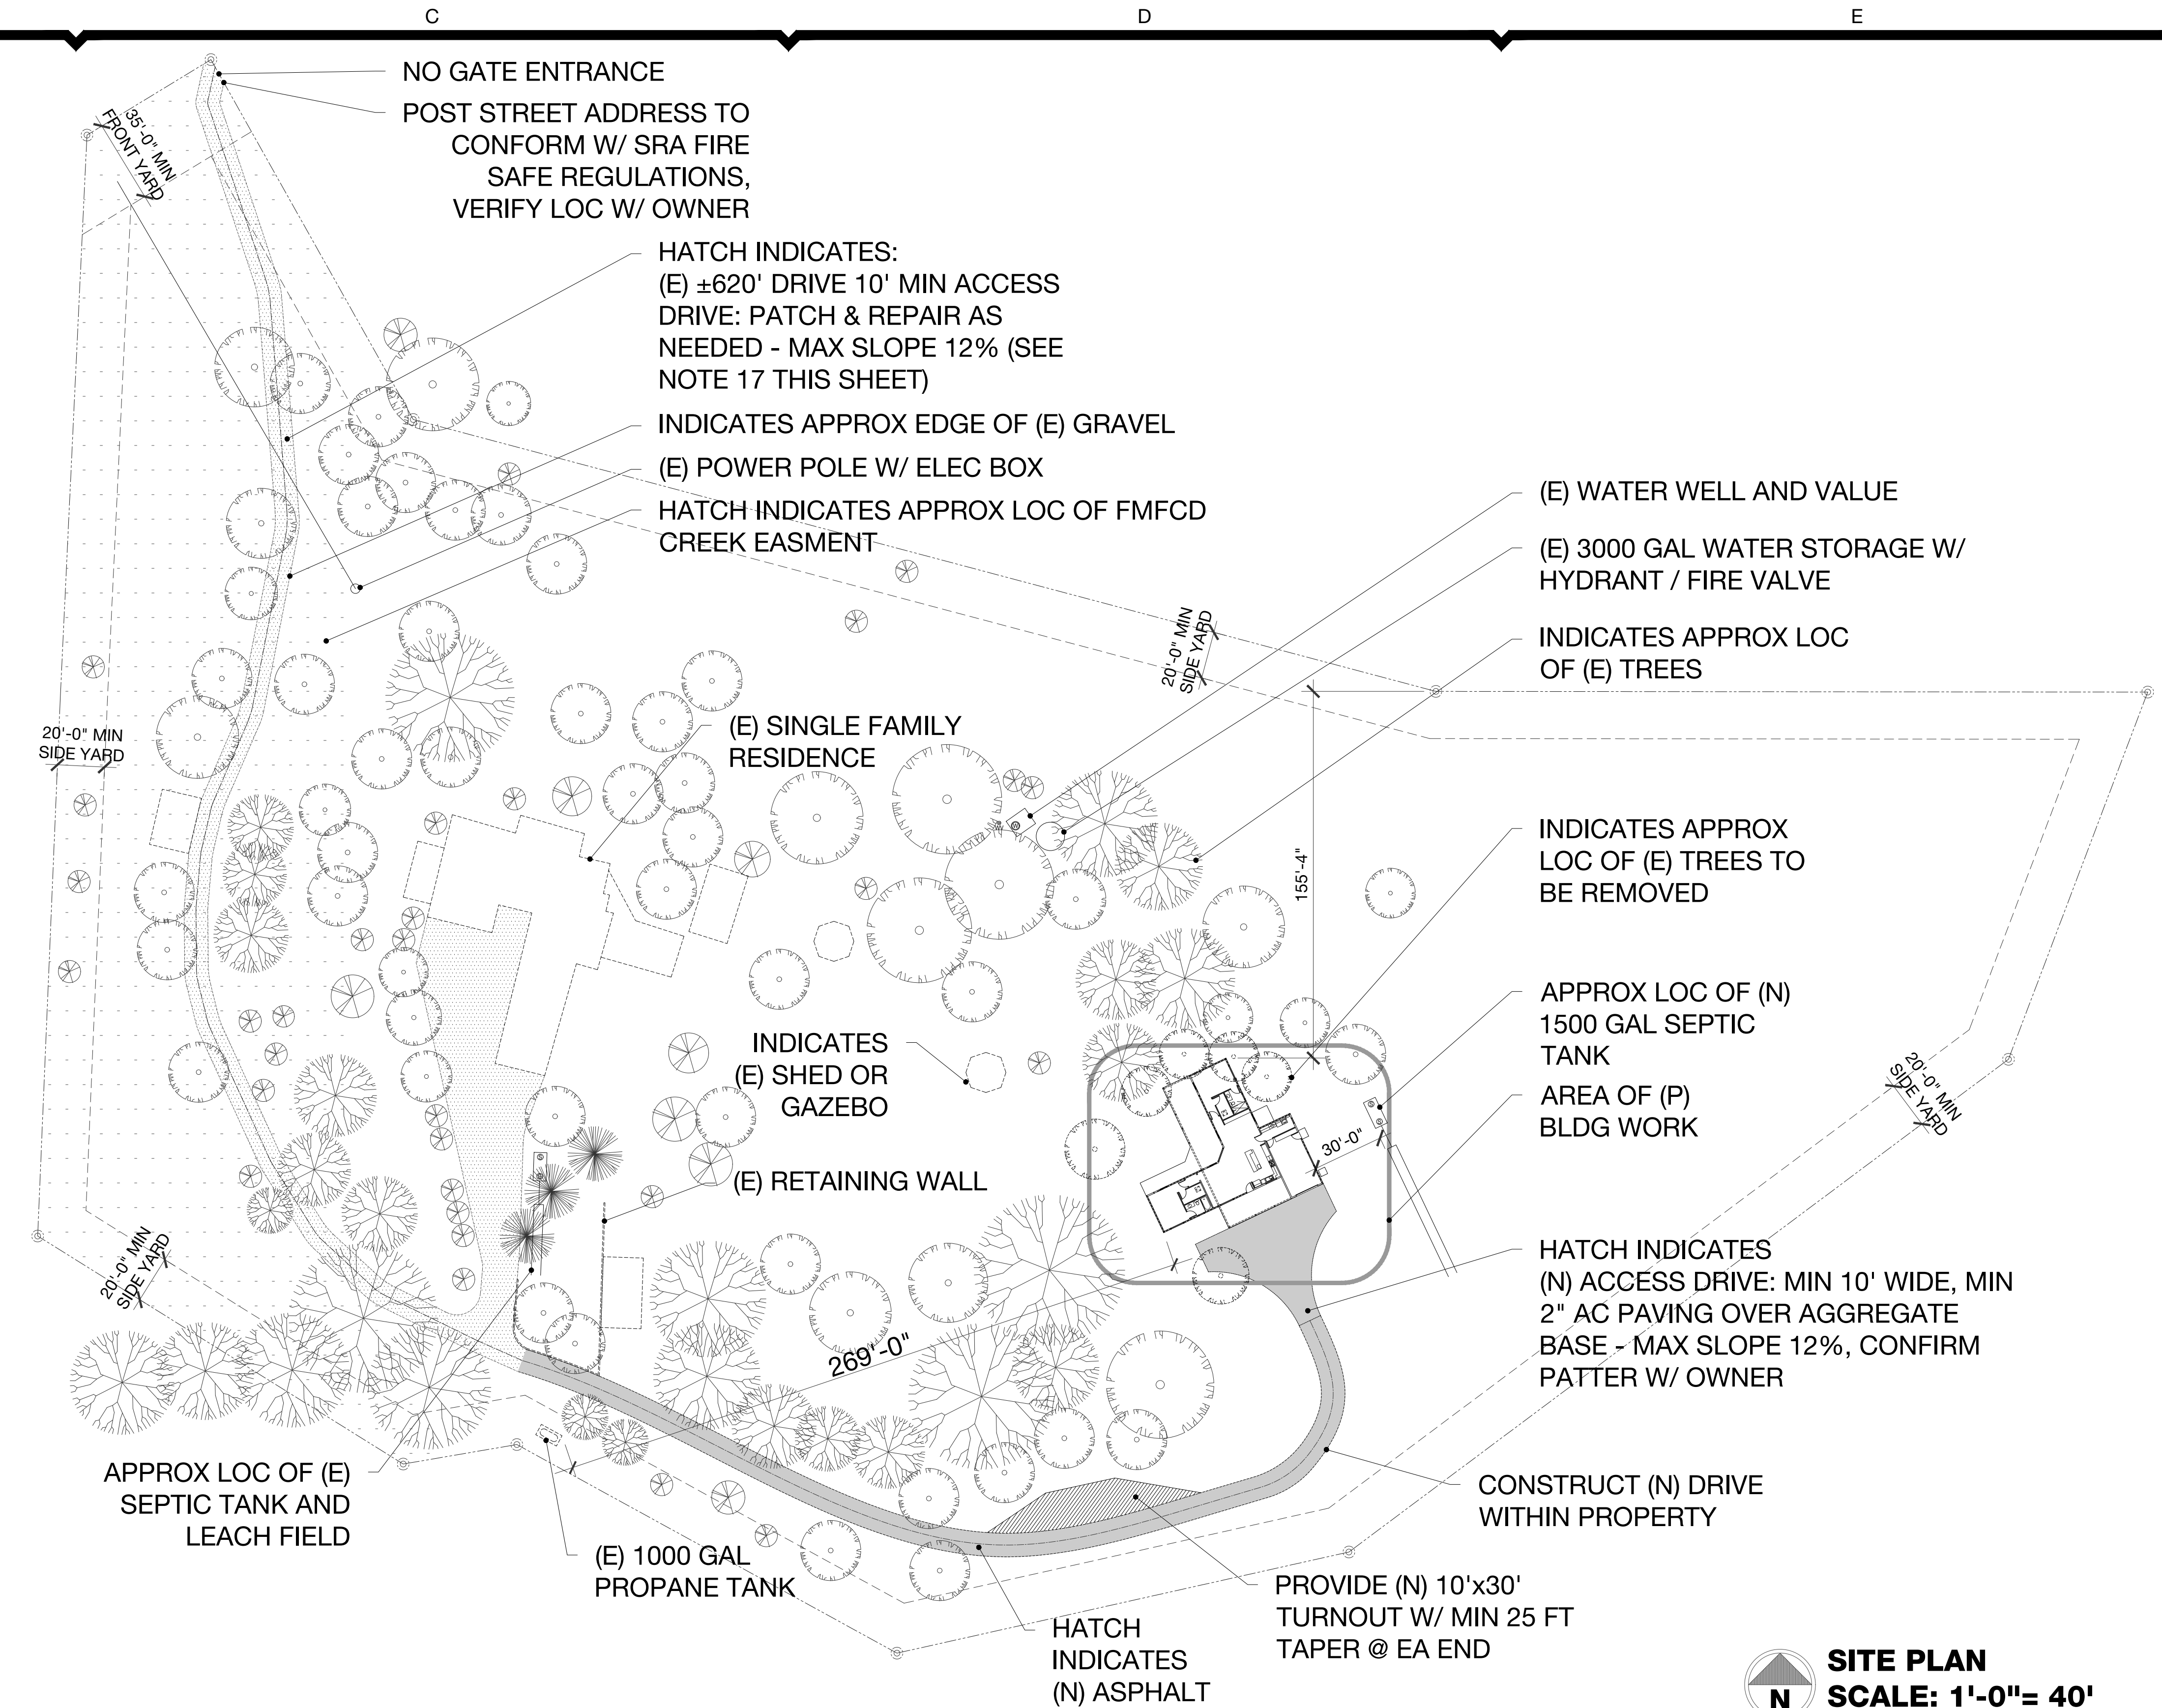 C
D
E
NO GATE ENTRANCE
POST STREET ADDRESS TO
CONFORM W/ SRA FIRE
SAFE REGULATIONS,
VERIFY LOC W/ OWNER
35'-0" MIN
FRONT YARD
HATCH INDICATES:
(E) ±620' DRIVE 10' MIN ACCESS
DRIVE: PATCH & REPAIR AS
NEEDED - MAX SLOPE 12% (SEE
NOTE 17 THIS SHEET)
INDICATES APPROX EDGE OF (E) GRAVEL
(E) POWER POLE W/ ELEC BOX
HATCH INDICATES APPROX LOC OF FMFCD
CREEK EASMENT
(E) WATER WELL AND VALUE
(E) 3000 GAL WATER STORAGE W/
HYDRANT / FIRE VALVE
INDICATES APPROX LOC
OF (E) TREES
20'-0" MIN
SIDE YARD
20'-0" MIN
SIDE YARD
(E) SINGLE FAMILY
RESIDENCE
W
155'-4"
INDICATES APPROX
LOC OF (E) TREES TO
BE REMOVED
APPROX LOC OF (N)
1500 GAL SEPTIC
TANK
INDICATES
(E) SHED OR
GAZEBO
AREA OF (P)
BLDG WORK
20'-0" MIN
SIDE YARD
30'-0"
(E) RETAINING WALL
20'-0" MIN
SIDE YARD
HATCH INDICATES
(N) ACCESS DRIVE: MIN 10' WIDE, MIN
2" AC PAVING OVER AGGREGATE
BASE - MAX SLOPE 12%, CONFIRM
PATTER W/ OWNER
269'-0"
APPROX LOC OF (E)
SEPTIC TANK AND
LEACH FIELD
(E) 1000 GAL
PROPANE TANK
CONSTRUCT (N) DRIVE
WITHIN PROPERTY
PROVIDE (N) 10'x30'
TURNOUT W/ MIN 25 FT
TAPER @ EA END
HATCH
INDICATES
(N) ASPHALT
N
SITE PLAN
SCALE: 1'-0"= 40'